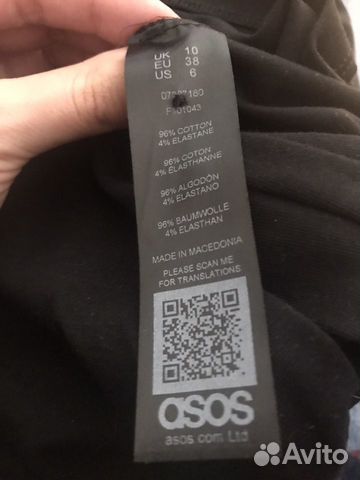 UK 10
EU 38
US 6
F101043
96% COTTON
4% ELASTANE
96% COTON
4% ELASTHANNE
96% ALGODÓN
4% ELASTANO
96% BAUMWOLLE
4% ELASTHAN
MADE IN MACEDONIA
PLEASE SCAN ME
FOR TRANSLATIONS
asos
asos.com Ltd
Avito